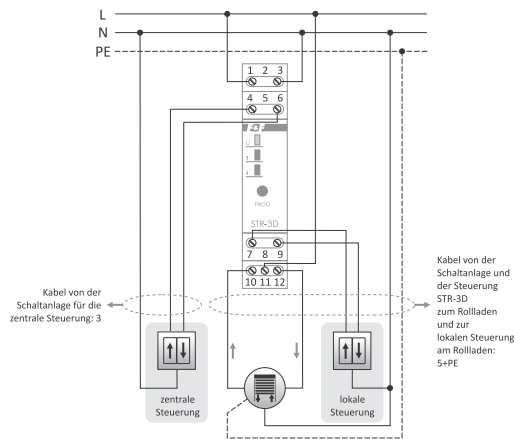 L
N
PE
1 2 3
4 5 6
F&F
U
↑
↓
PROG
STR-3D
7 8 9
10 11 12
Kabel von der
Schaltanlage für die
zentrale Steuerung: 3
Kabel von der
Schaltanlage und
der Steuerung
STR-3D
zum Rollladen
und zur
lokalen Steuerung
am Rollladen:
5+PE
zentrale
Steuerung
lokale
Steuerung